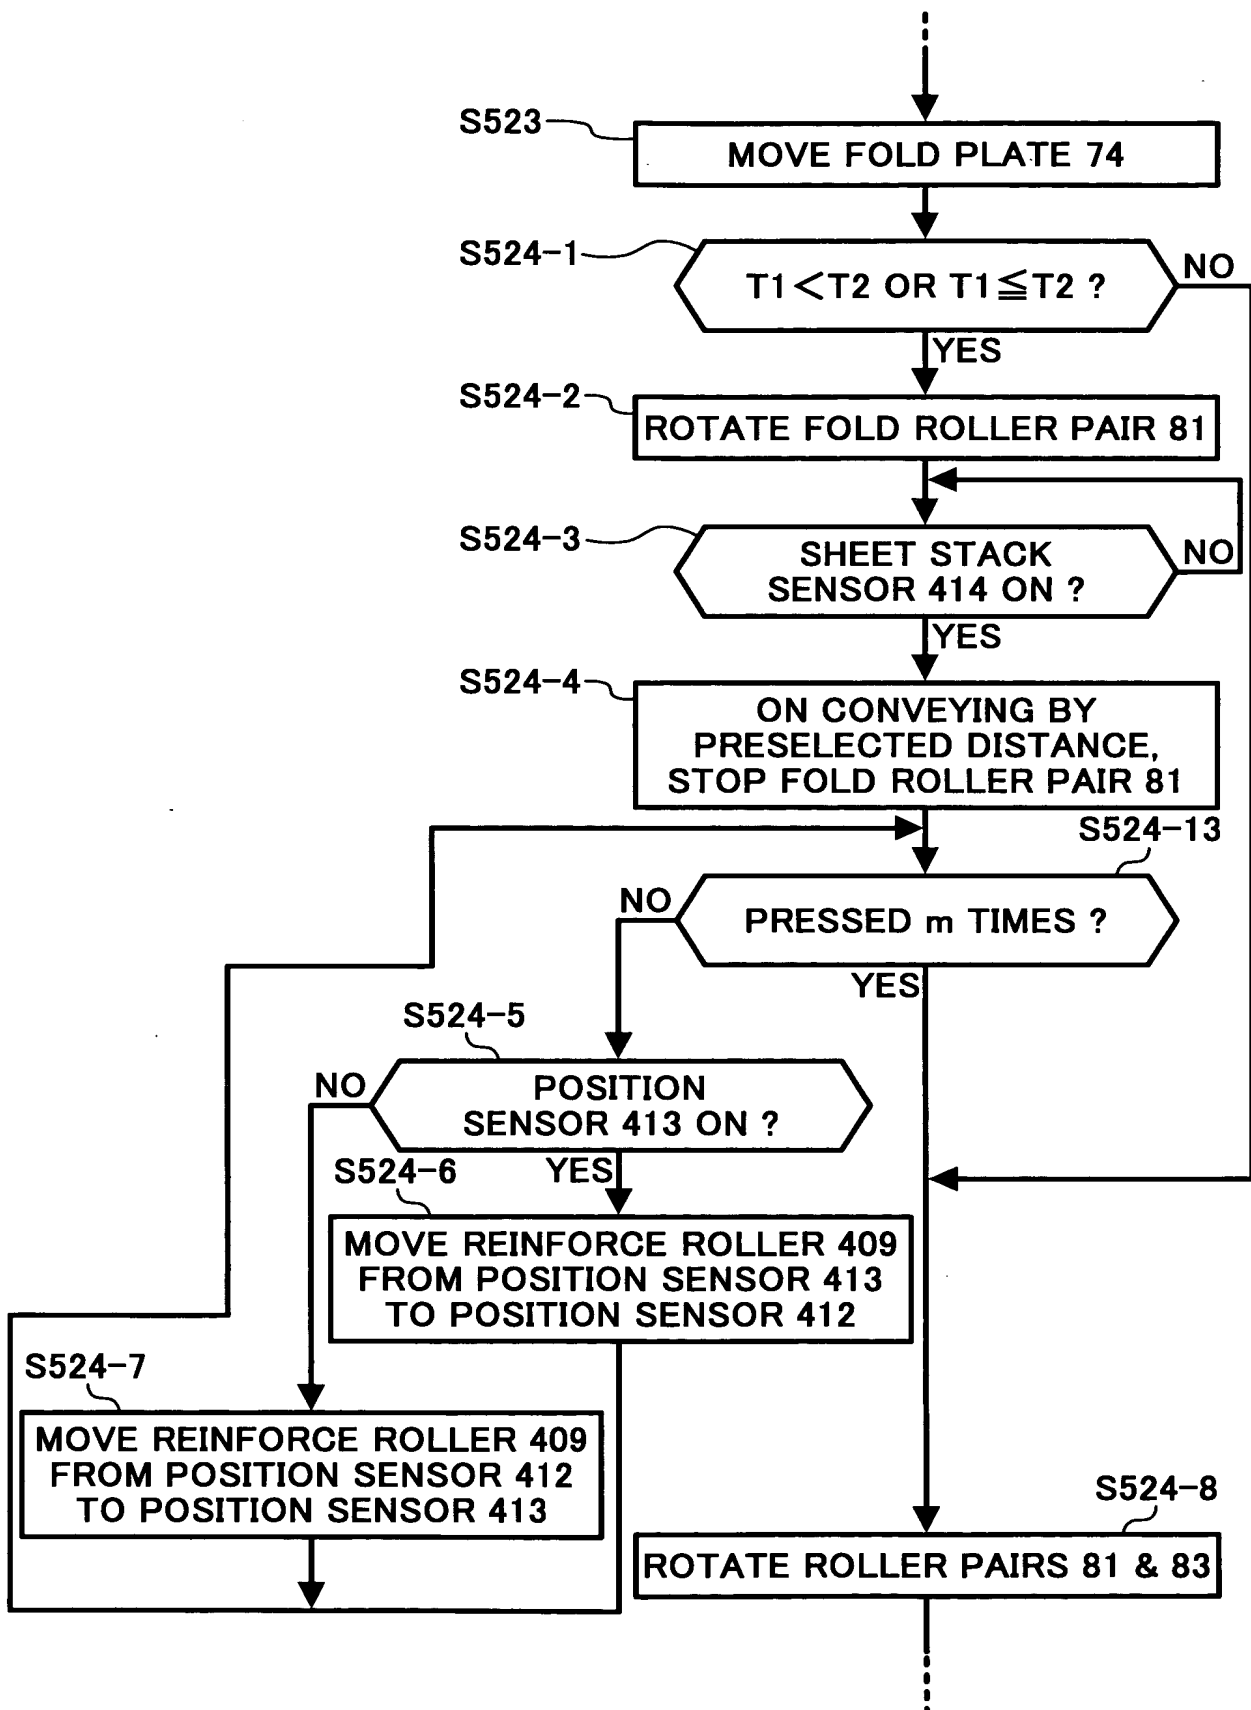 S523
MOVE FOLD PLATE 74
S524-1
T1<T2 OR T1≦T2 ?
NO
YES
S524-2
ROTATE FOLD ROLLER PAIR 81
S524-3
SHEET STACK
SENSOR 414 ON ?
NO
YES
S524-4
ON CONVEYING BY
PRESELECTED DISTANCE,
STOP FOLD ROLLER PAIR 81
S524-13
NO
PRESSED m TIMES ?
YES
S524-5
NO
POSITION
SENSOR 413 ON ?
YES
S524-6
MOVE REINFORCE ROLLER 409
FROM POSITION SENSOR 413
TO POSITION SENSOR 412
S524-7
MOVE REINFORCE ROLLER 409
FROM POSITION SENSOR 412
TO POSITION SENSOR 413
S524-8
ROTATE ROLLER PAIRS 81 & 83